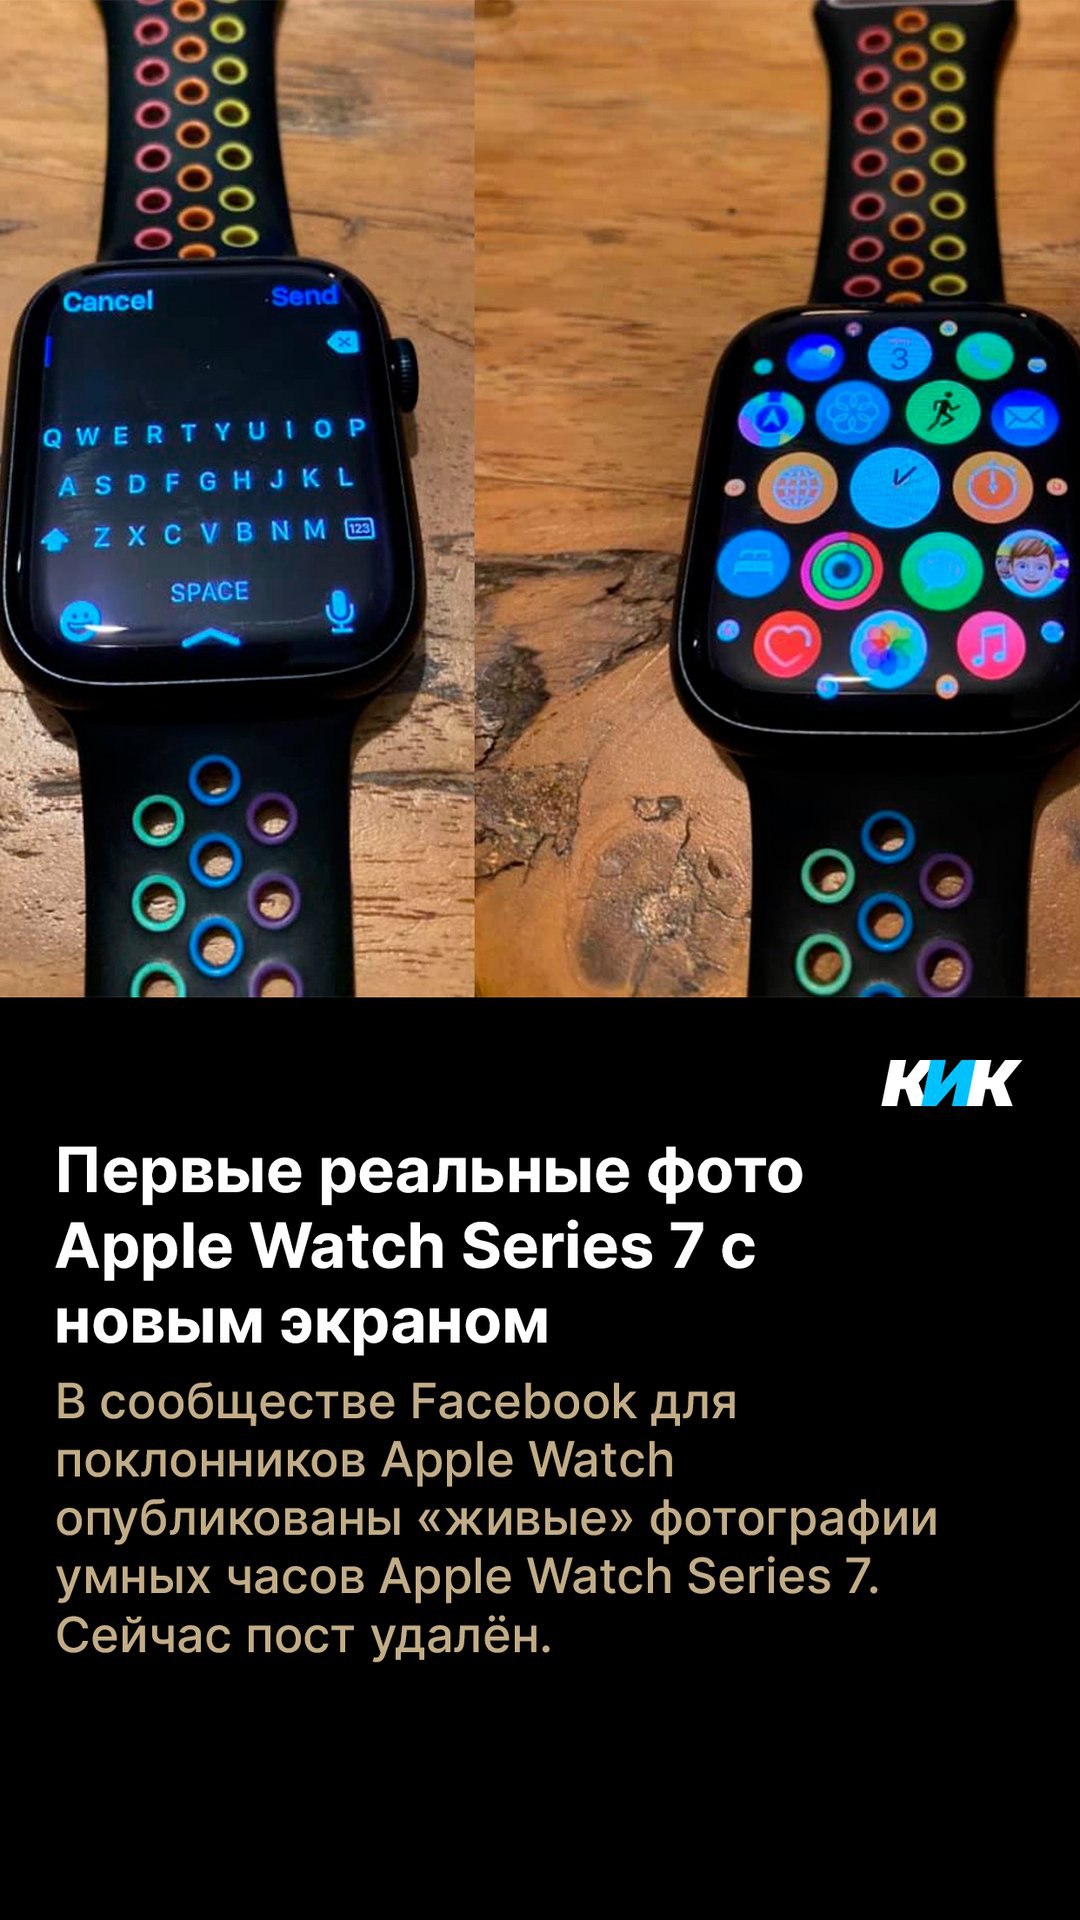 Cancel Send
Q W E R T Y U I O P
A S D F G H J K L
Z X C V B N M 123
SPACE
3
КИК
Первые реальные фото
Apple Watch Series 7 с
новым экраном
В сообществе Facebook для
поклонников Apple Watch
опубликованы «живые» фотографии
умных часов Apple Watch Series 7.
Сейчас пост удалён.